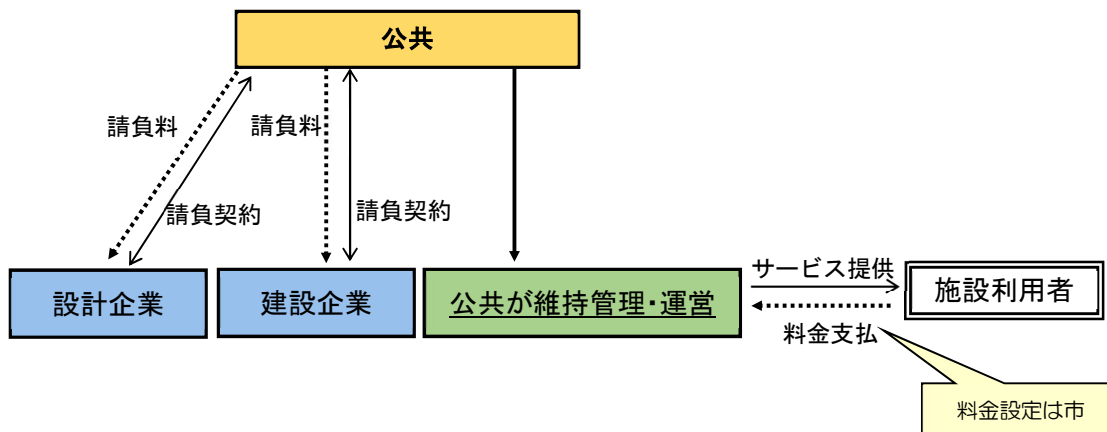 公共
請負料
請負料
請負契約
請負契約
設計企業
建設企業
公共が維持管理・運営
サービス提供
料金支払
施設利用者
料金設定は市